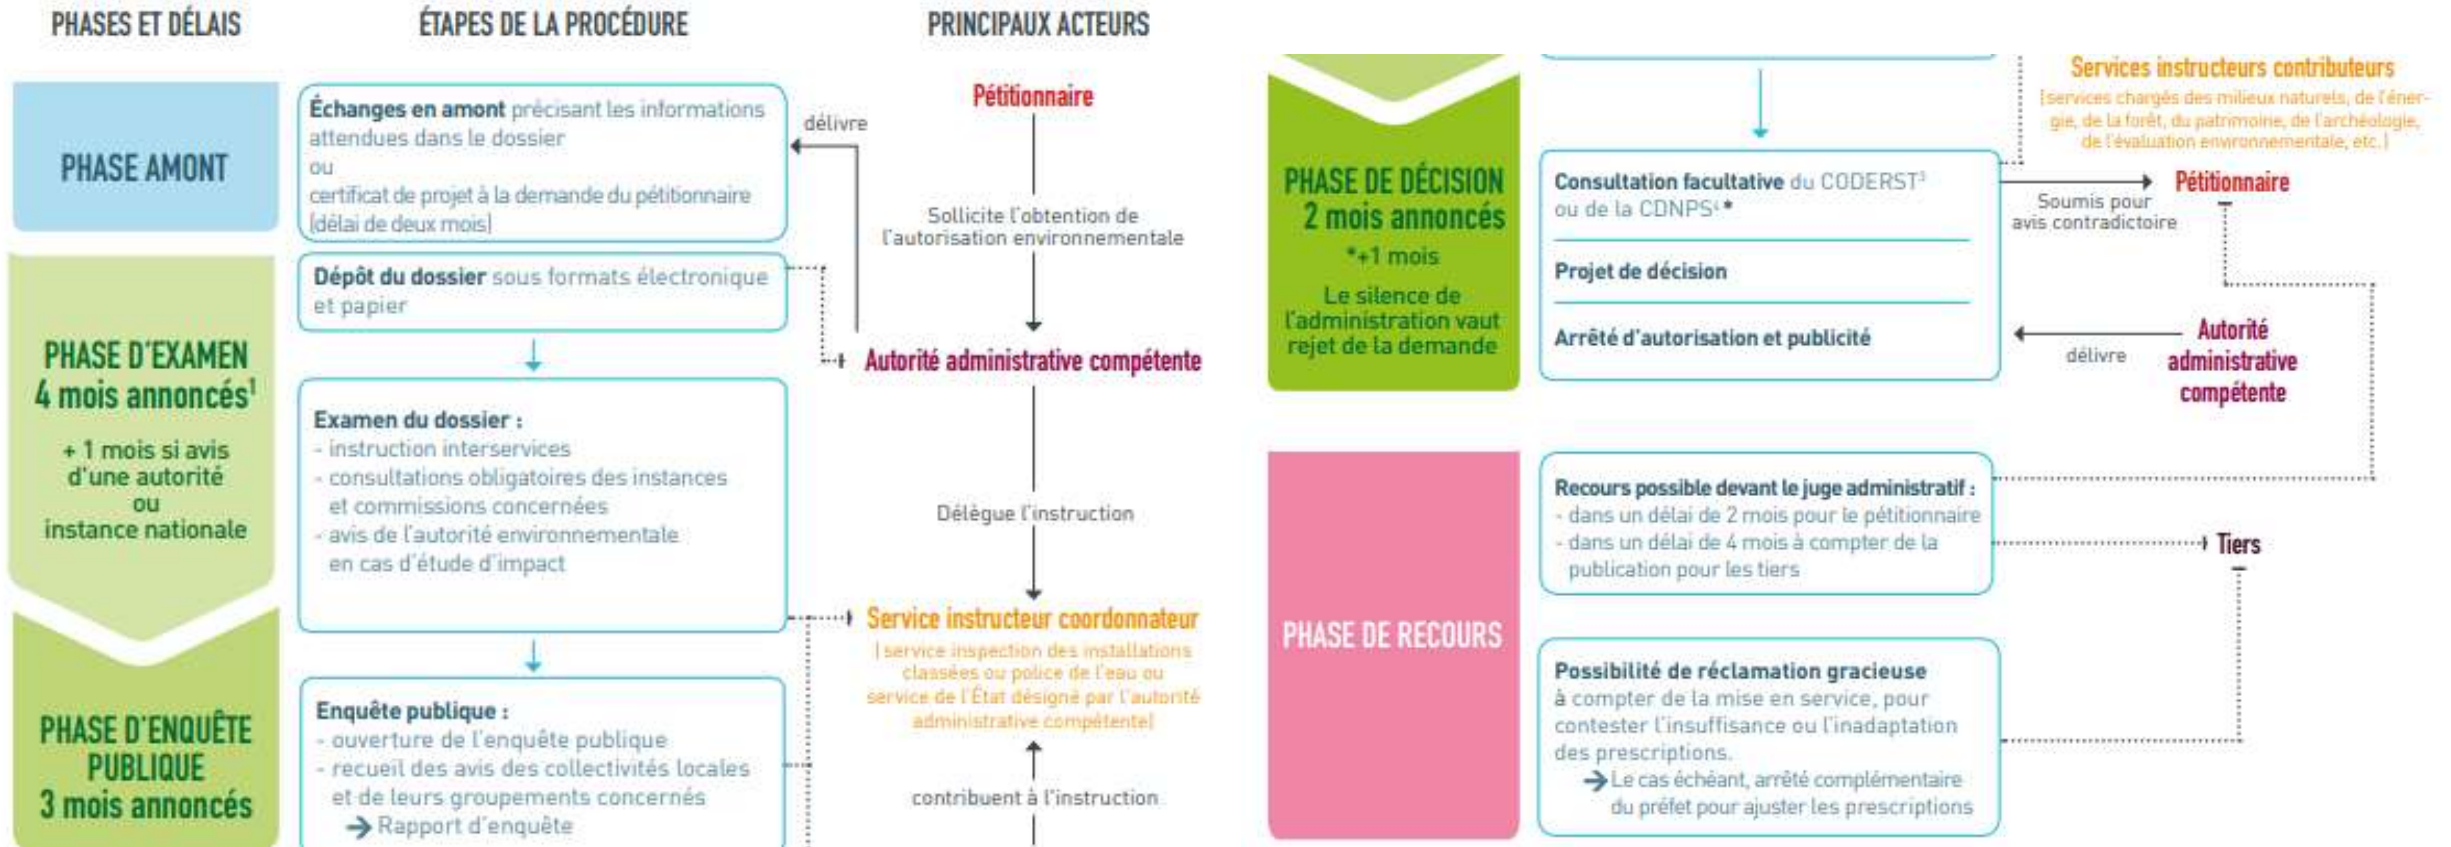 PHASES ET DÉLAIS
ÉTAPES DE LA PROCÉDURE
PRINCIPAUX ACTEURS
PHASE AMONT
Échanges en amont précisant les informations
attendues dans le dossier
ou
certificat de projet à la demande du pétitionnaire
(délai de deux mois)
délivre
Pétitionnaire
Sollicite l'obtention de
l'autorisation environnementale
PHASE D'EXAMEN
4 mois annoncés¹
+ 1 mois si avis
d'une autorité
ou
instance nationale
Dépôt du dossier sous formats électronique
et papier
Autorité administrative compétente
Examen du dossier :
- instruction interservices
- consultations obligatoires des instances
et commissions concernées
- avis de l'autorité environnementale
en cas d'étude d'impact
Délègue l'instruction
Service instructeur coordonnateur
(service inspection des installations
classées ou police de l'eau ou
service de l'État désigné par l'autorité
administrative compétente)
PHASE D'ENQUÊTE
PUBLIQUE
3 mois annoncés
Enquête publique :
- ouverture de l'enquête publique
- recueil des avis des collectivités locales
et de leurs groupements concernés
→ Rapport d'enquête
contribuent à l'instruction
Services instructeurs contributeurs
(services chargés des milieux naturels, de l'éner-
gie, de la forêt, du patrimoine, de l'archéologie,
de l'évaluation environnementale, etc.)
PHASE DE DÉCISION
2 mois annoncés
*+1 mois
Le silence de
l'administration vaut
rejet de la demande
Consultation facultative du CODERST³
ou de la CDNPS⁴*
Projet de décision
Arrêté d'autorisation et publicité
Pétitionnaire
Soumis pour
avis contradictoire
Autorité
administrative
compétente
délivre
PHASE DE RECOURS
Recours possible devant le juge administratif :
- dans un délai de 2 mois pour le pétitionnaire
- dans un délai de 4 mois à compter de la
publication pour les tiers
Tiers
Possibilité de réclamation gracieuse
à compter de la mise en service, pour
contester l'insuffisance ou l'inadaptation
des prescriptions.
→ Le cas échéant, arrêté complémentaire
du préfet pour ajuster les prescriptions